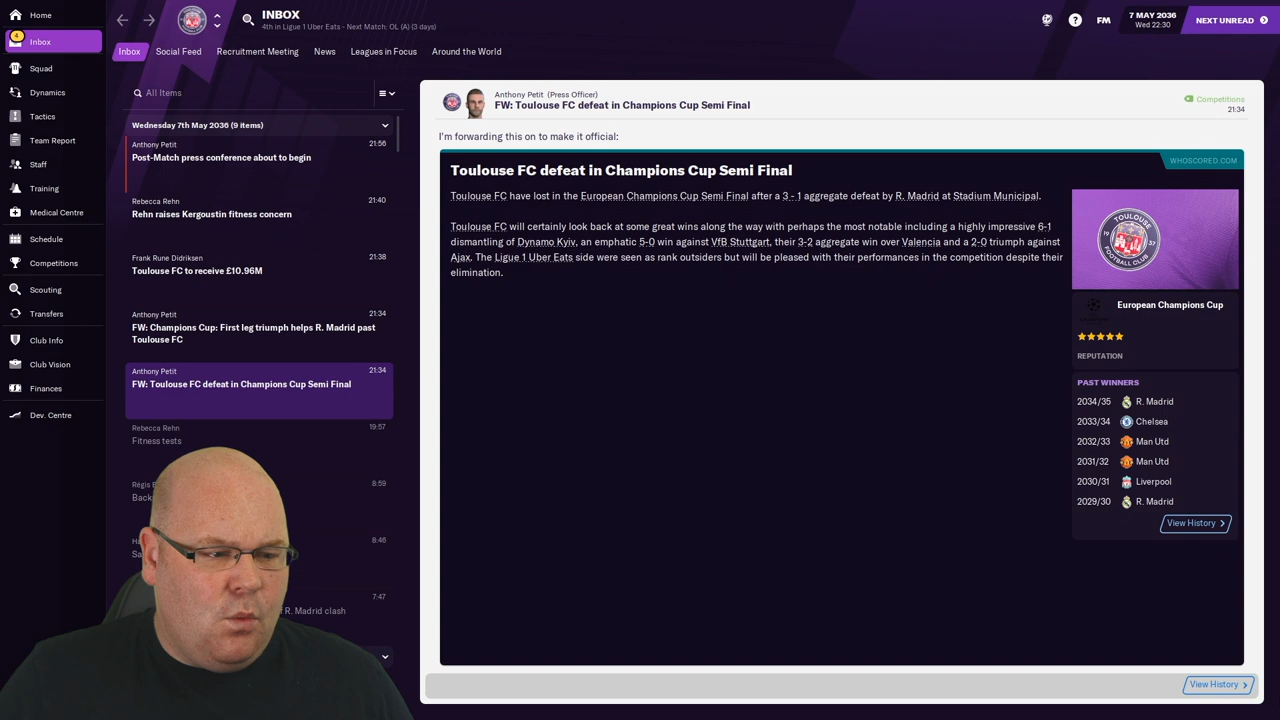 Home
4
Inbox
Squad
Dynamics
Tactics
Team Report
Staff
Training
Medical Centre
Schedule
Competitions
Scouting
Transfers
Club Info
Club Vision
Finances
Dev. Centre
INBOX
4th in Ligue 1 Uber Eats - Next Match: OL (A) (3 days)
?
FM
7 MAY 2036
Wed 22:30
NEXT UNREAD
Inbox
Social Feed
Recruitment Meeting
News
Leagues in Focus
Around the World
All Items
Wednesday 7th May 2036 (9 items)
Anthony Petit 21:56
Post-Match press conference about to begin
Rebecca Rehn 21:40
Rehn raises Kergoustin fitness concern
Frank Rune Didriksen 21:38
Toulouse FC to receive £10.96M
Anthony Petit 21:34
FW: Champions Cup: First leg triumph helps R. Madrid past
Toulouse FC
Anthony Petit 21:34
FW: Toulouse FC defeat in Champions Cup Semi Final
Rebecca Rehn 19:57
Fitness tests
Régis 8:59
Back
8:46
7:47
R. Madrid clash
Anthony Petit (Press Officer)
FW: Toulouse FC defeat in Champions Cup Semi Final
Competitions
21:34
I'm forwarding this on to make it official:
WHOSCORED.COM
Toulouse FC defeat in Champions Cup Semi Final
Toulouse FC have lost in the European Champions Cup Semi Final after a 3 - 1 aggregate defeat by R. Madrid at Stadium Municipal.
Toulouse FC will certainly look back at some great wins along the way with perhaps the most notable including a highly impressive 6-1
dismantling of Dynamo Kyiv, an emphatic 5-0 win against VfB Stuttgart, their 3-2 aggregate win over Valencia and a 2-0 triumph against
Ajax. The Ligue 1 Uber Eats side were seen as rank outsiders but will be pleased with their performances in the competition despite their
elimination.
TOULOUSE
19 37
FOOTBALL CLUB
European Champions Cup
REPUTATION
PAST WINNERS
2034/35 R. Madrid
2033/34 Chelsea
2032/33 Man Utd
2031/32 Man Utd
2030/31 Liverpool
2029/30 R. Madrid
View History
View History